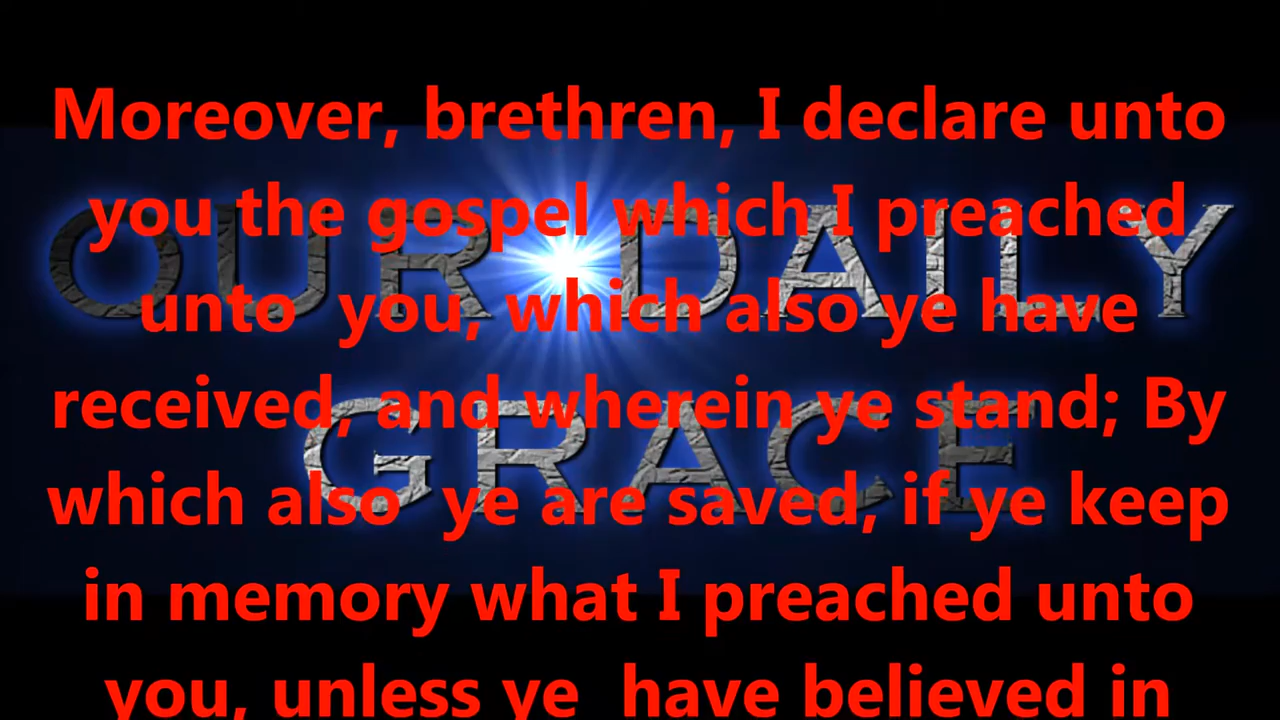 Moreover, brethren, I declare unto
you the gospel which I preached
OUR DAILY
unto  you, which also ye have
received, and wherein ye stand; By
GRACE
which also  ye are saved, if ye keep
in memory what I preached unto
you, unless ye  have believed in